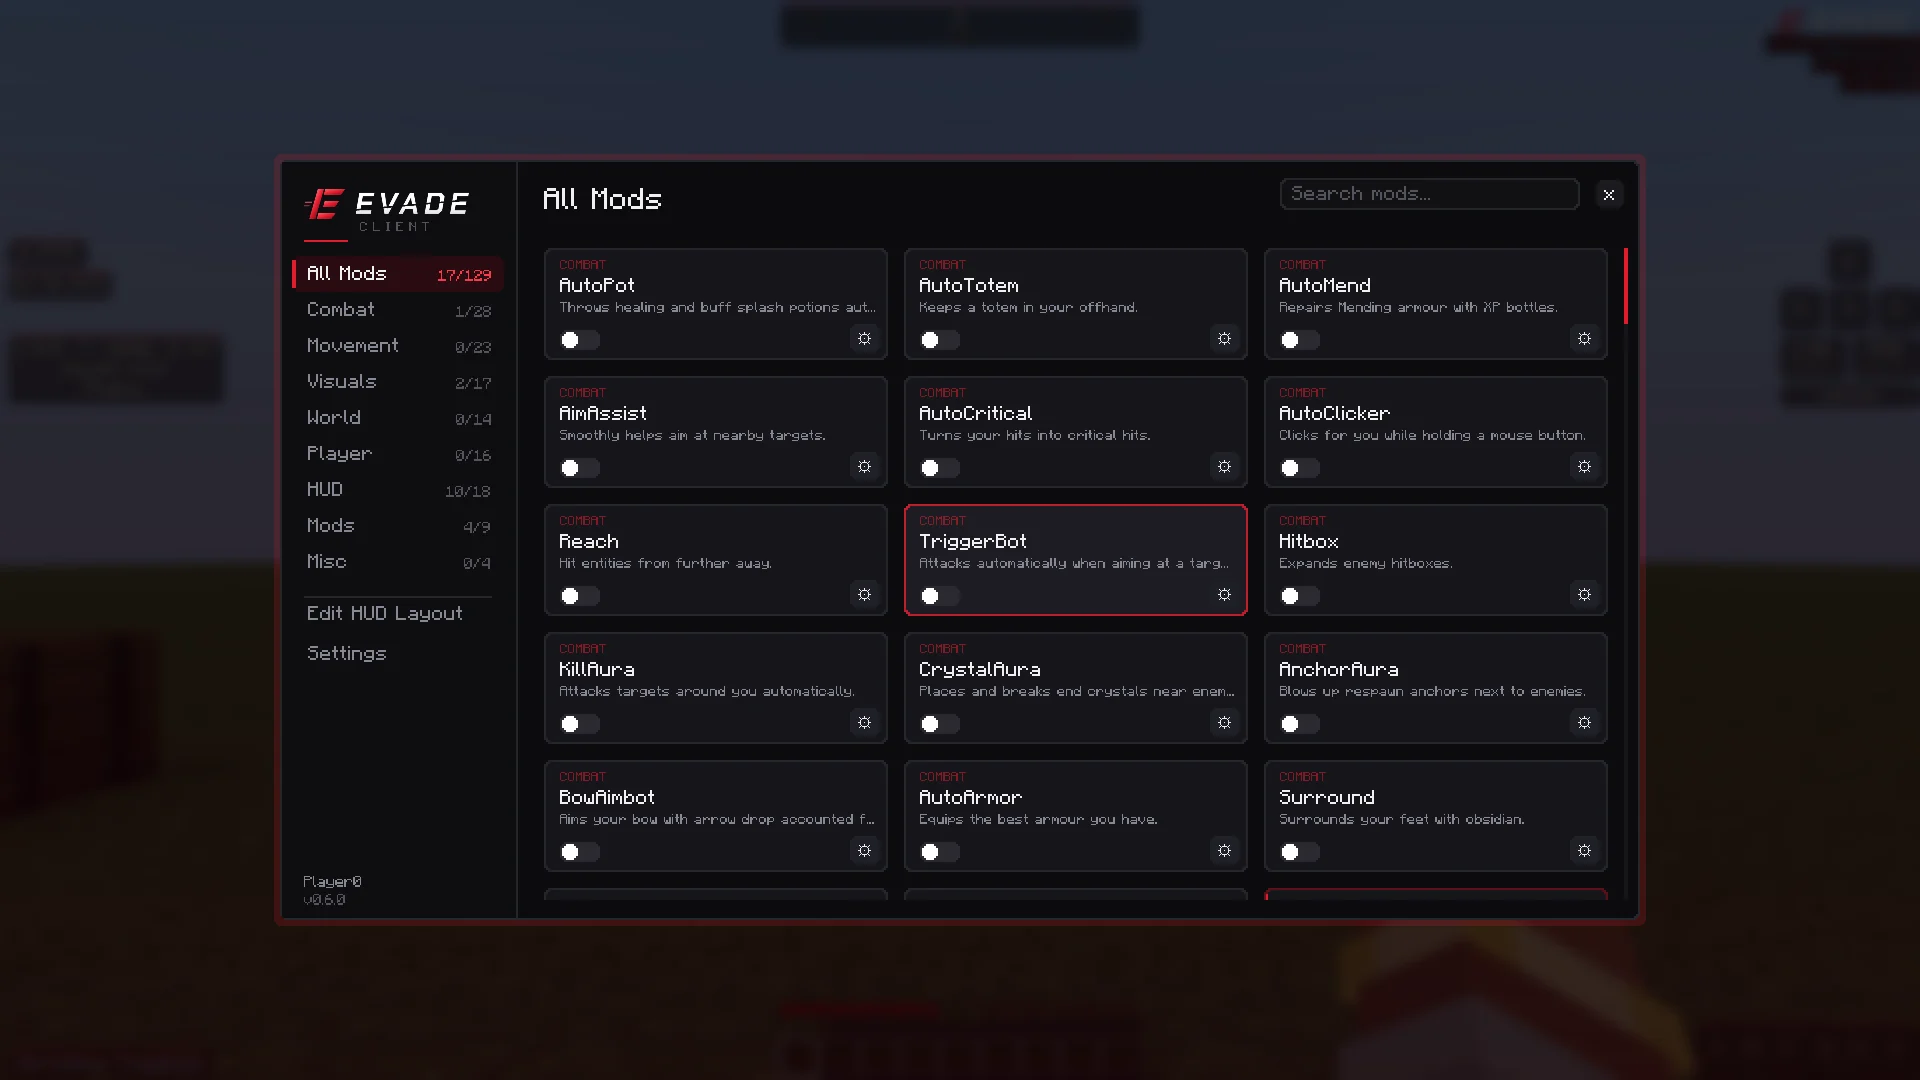 EVADE
CLIENT
All Mods 17/129
Combat 1/28
Movement 0/23
Visuals 2/17
World 0/14
Player 0/16
HUD 10/18
Mods 4/9
Misc 0/4
Edit HUD Layout
Settings
Player0
v0.6.0
All Mods
Search mods...
COMBAT
AutoPot
Throws healing and buff splash potions aut...
COMBAT
AutoTotem
Keeps a totem in your offhand.
COMBAT
AutoMend
Repairs Mending armour with XP bottles.
COMBAT
AimAssist
Smoothly helps aim at nearby targets.
COMBAT
AutoCritical
Turns your hits into critical hits.
COMBAT
AutoClicker
Clicks for you while holding a mouse button.
COMBAT
Reach
Hit entities from further away.
COMBAT
TriggerBot
Attacks automatically when aiming at a targ...
COMBAT
Hitbox
Expands enemy hitboxes.
COMBAT
KillAura
Attacks targets around you automatically.
COMBAT
CrystalAura
Places and breaks end crystals near enem...
COMBAT
AnchorAura
Blows up respawn anchors next to enemies.
COMBAT
BowAimbot
Aims your bow with arrow drop accounted f...
COMBAT
AutoArmor
Equips the best armour you have.
COMBAT
Surround
Surrounds your feet with obsidian.